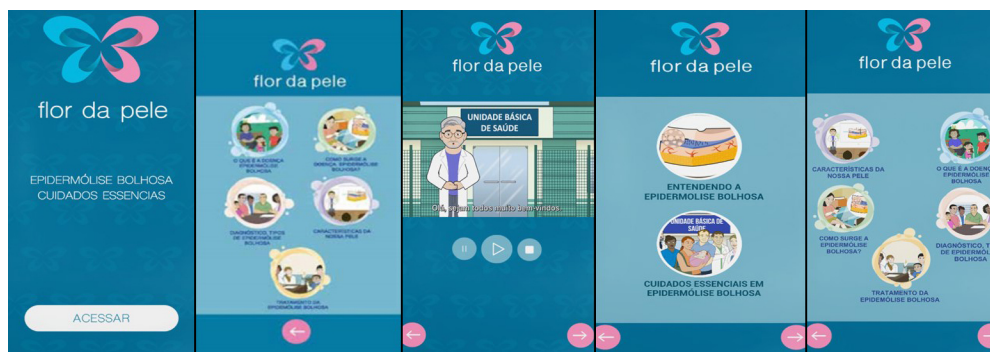 flor da pele
EPIDERMÓLISE BOLHOSA
CUIDADOS ESSENCIAS
ACESSAR
flor da pele
O QUE É A DOENÇA
EPIDERMÓLISE
BOLHOSA
COMO SURGE A
DOENÇA EPIDERMÓLISE
BOLHOSA?
DIAGNÓSTICO, TIPOS
DE EPIDERMÓLISE
BOLHOSA
CARACTERÍSTICAS DA
NOSSA PELE
TRATAMENTO DA
EPIDERMÓLISE BOLHOSA
flor da pele
UNIDADE BÁSICA
DE SAÚDE
Olá, sejam todos muito bem-vindos.
flor da pele
ENTENDENDO A
EPIDERMOLISE BOLHOSA
UNIDADE BÁSICA DE
SAÚDE
CUIDADOS ESSENCIAIS EM
EPIDERMÓLISE BOLHOSA
flor da pele
CARACTERÍSTICAS DA
NOSSA PELE
O QUE É A DOENÇ
EPIDERMÓLISE
BOLHOSA
COMO SURGE A
EPIDERMÓLISE
BOLHOSA?
DIAGNÓSTICO, T
DE EPIDERMÓL
BOLHOSA
TRATAMENTO DA
EPIDEMÓLISE BOLHOSA